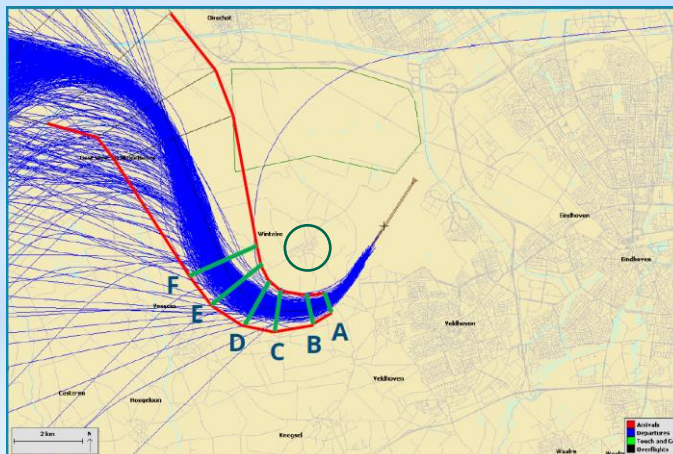 Oirschot
Wintelre
Eindhoven
Eindhoven
F
Vessem
E
D
C
B
A
Veldhoven
Veldhoven
Casteren
Hoogeloon
Knegsel
Waalre
2 km
N
Arrivals
Departures
Touch and Go
Overflights